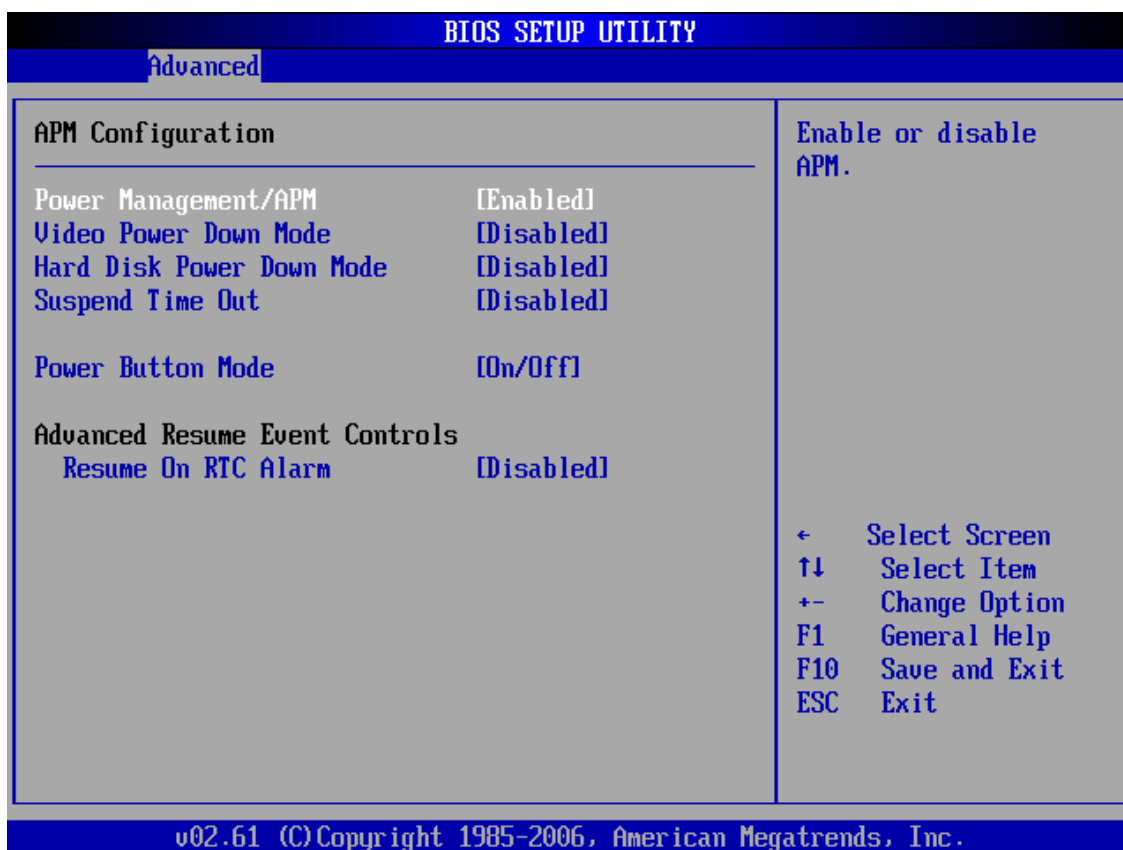 BIOS SETUP UTILITY
Advanced
APM Configuration
Power Management/APM [Enabled]
Video Power Down Mode [Disabled]
Hard Disk Power Down Mode [Disabled]
Suspend Time Out [Disabled]
Power Button Mode [On/Off]
Advanced Resume Event Controls
Resume On RTC Alarm [Disabled]
Enable or disable
APM.
← Select Screen
↑↓ Select Item
+- Change Option
F1 General Help
F10 Save and Exit
ESC Exit
v02.61 (C)Copyright 1985-2006, American Megatrends, Inc.